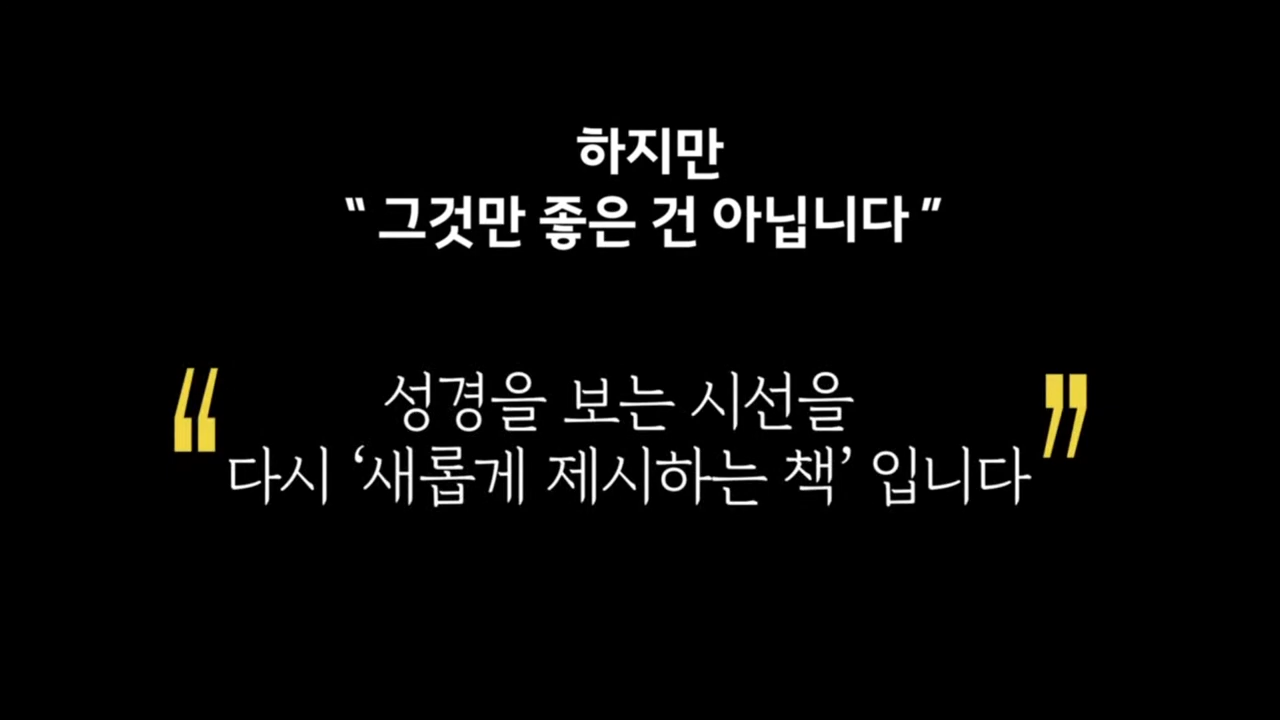 하지만
“ 그것만 좋은 건 아닙니다 ”
“ 성경을 보는 시선을
다시 ‘새롭게 제시하는 책’ 입니다 ”